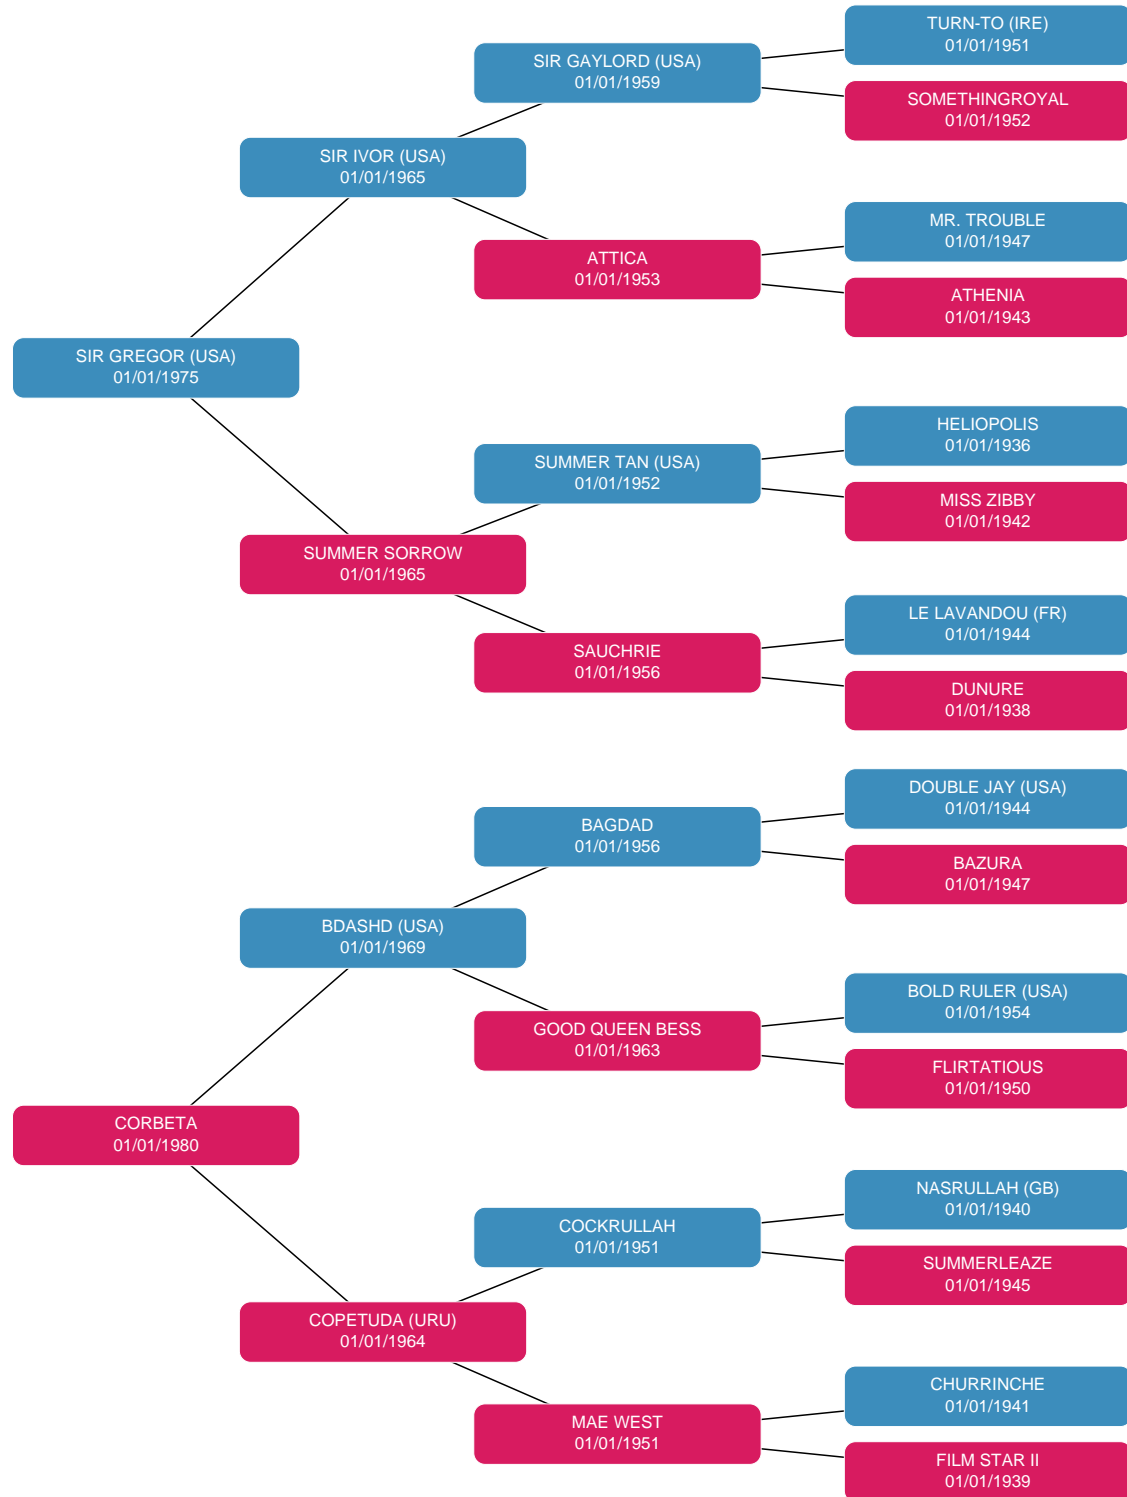 TURN-TO (IRE)
01/01/1951
SIR GAYLORD (USA)
01/01/1959
SOMETHINGROYAL
01/01/1952
SIR IVOR (USA)
01/01/1965
MR. TROUBLE
01/01/1947
ATTICA
01/01/1953
ATHENIA
01/01/1943
SIR GREGOR (USA)
01/01/1975
HELIOPOLIS
01/01/1936
SUMMER TAN (USA)
01/01/1952
MISS ZIBBY
01/01/1942
SUMMER SORROW
01/01/1965
LE LAVANDOU (FR)
01/01/1944
SAUCHRIE
01/01/1956
DUNURE
01/01/1938
DOUBLE JAY (USA)
01/01/1944
BAGDAD
01/01/1956
BAZURA
01/01/1947
BDASHD (USA)
01/01/1969
BOLD RULER (USA)
01/01/1954
GOOD QUEEN BESS
01/01/1963
FLIRTATIOUS
01/01/1950
CORBETA
01/01/1980
NASRULLAH (GB)
01/01/1940
COCKRULLAH
01/01/1951
SUMMERLEAZE
01/01/1945
COPETUDA (URU)
01/01/1964
CHURRINCHE
01/01/1941
MAE WEST
01/01/1951
FILM STAR II
01/01/1939